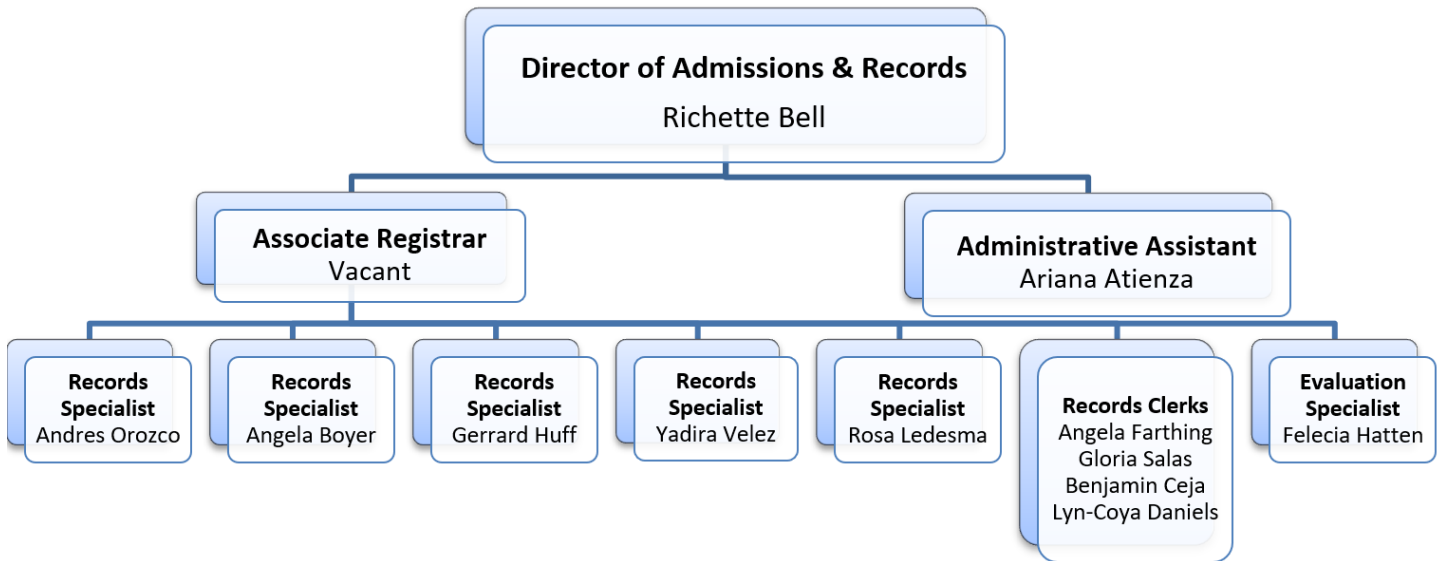 Director of Admissions & Records
Richette Bell
Associate Registrar
Vacant
Administrative Assistant
Ariana Atienza
Records
Specialist
Andres Orozco
Records
Specialist
Angela Boyer
Records
Specialist
Gerrard Huff
Records
Specialist
Yadira Velez
Records
Specialist
Rosa Ledesma
Records Clerks
Angela Farthing
Gloria Salas
Benjamin Ceja
Lyn-Coya Daniels
Evaluation
Specialist
Felecia Hatten